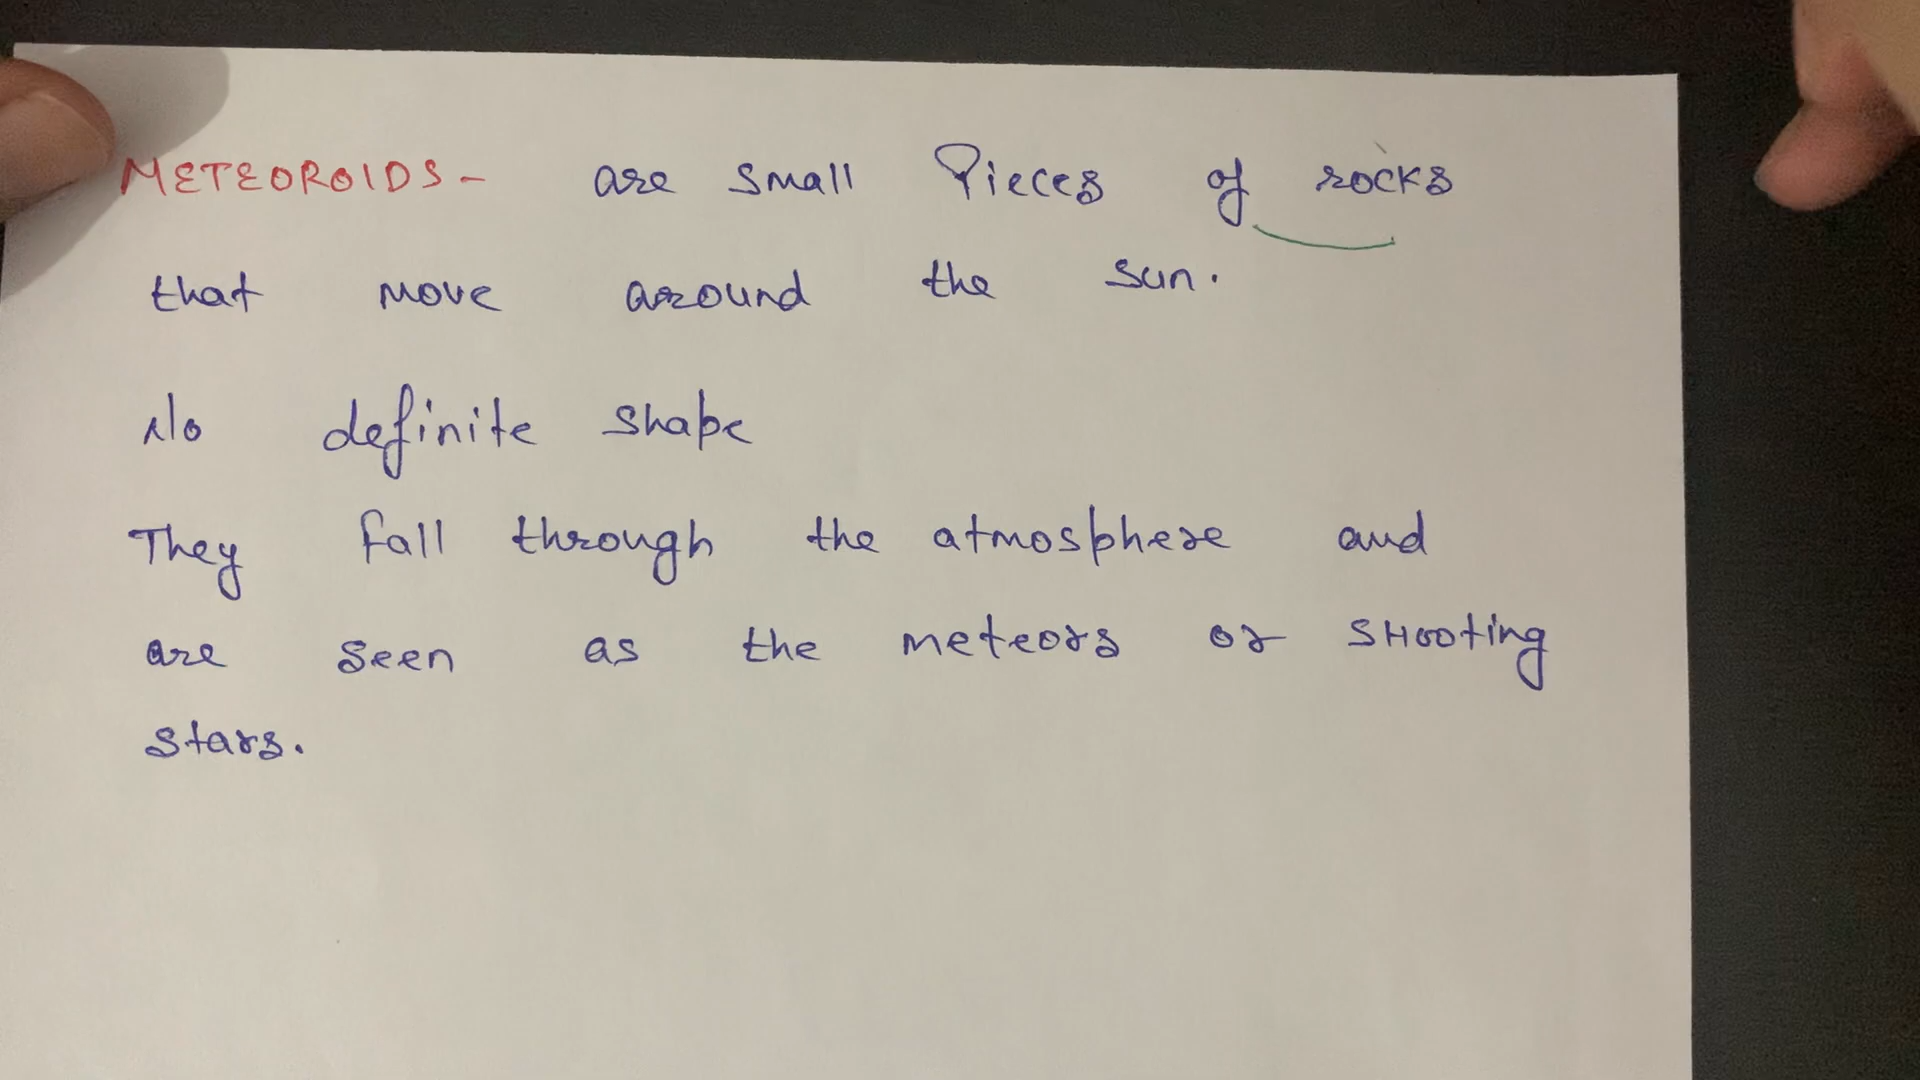 METEOROIDS - are small Pieces of rocks
that move around the sun.
No definite shape
They fall through the atmosphere and
are seen as the meteors or SHooting
stars.